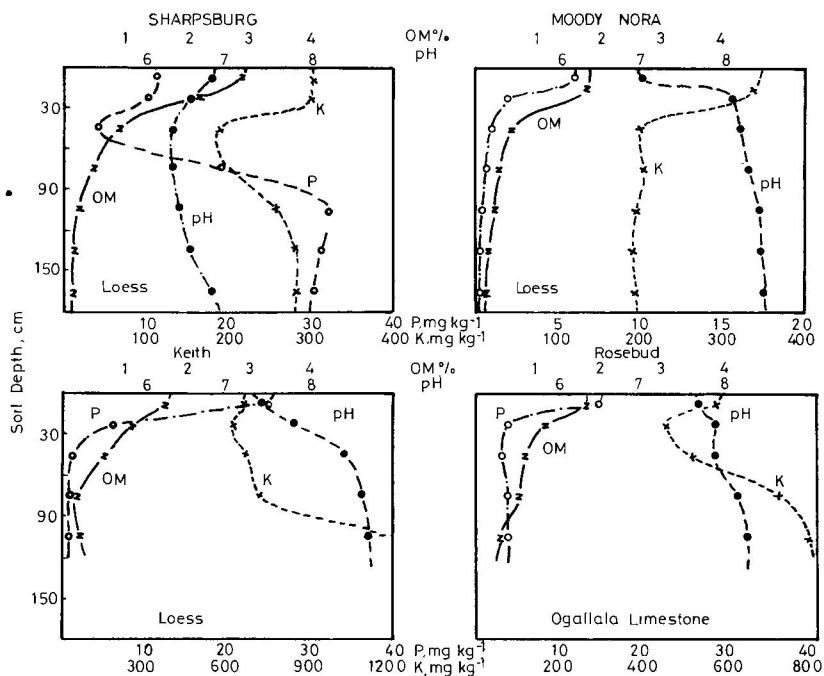 SHARPSBURG MOODY NORA
1 2 3 4 OM% 1 2 3 4
6 7 8 pH 6 7 8
30
90
150
Soil Depth, cm
K
P
OM
pH
Loess
OM
K
pH
Loess
10 20 30 40 P, mg kg-1 5 10 15 20
100 200 300 400 K, mg kg-1 100 200 300 400
Keith Rosebud
1 2 3 4 OM% 1 2 3 4
6 7 8 pH 6 7 8
30
90
150
P
pH
OM
K
Loess
P
pH
OM
K
Ogallala Limestone
10 20 30 40 P, mg kg-1 10 20 30 40
300 600 900 1200 K, mg kg-1 200 400 600 800